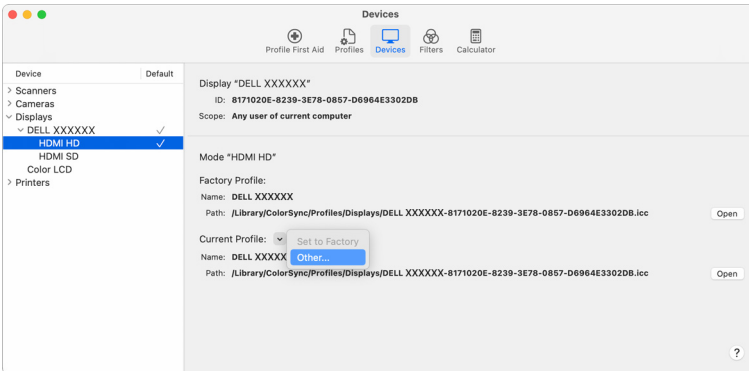 Devices
Profile First Aid Profiles Devices Filters Calculator
Device Default
Scanners
Cameras
Displays
DELL XXXXXX
HDMI HD
HDMI SD
Color LCD
Printers
Display “DELL XXXXXX”
ID: 8171020E-8239-3E78-0857-D6964E3302DB
Scope: Any user of current computer
Mode “HDMI HD”
Factory Profile:
Name: DELL XXXXXX
Path: /Library/ColorSync/Profiles/Displays/DELL XXXXXX-8171020E-8239-3E78-0857-D6964E3302DB.icc Open
Current Profile:
Set to Factory
Other...
Name: DELL XXXXX
Path: /Library/ColorSync/Profiles/Displays/DELL XXXXXX-8171020E-8239-3E78-0857-D6964E3302DB.icc Open
?